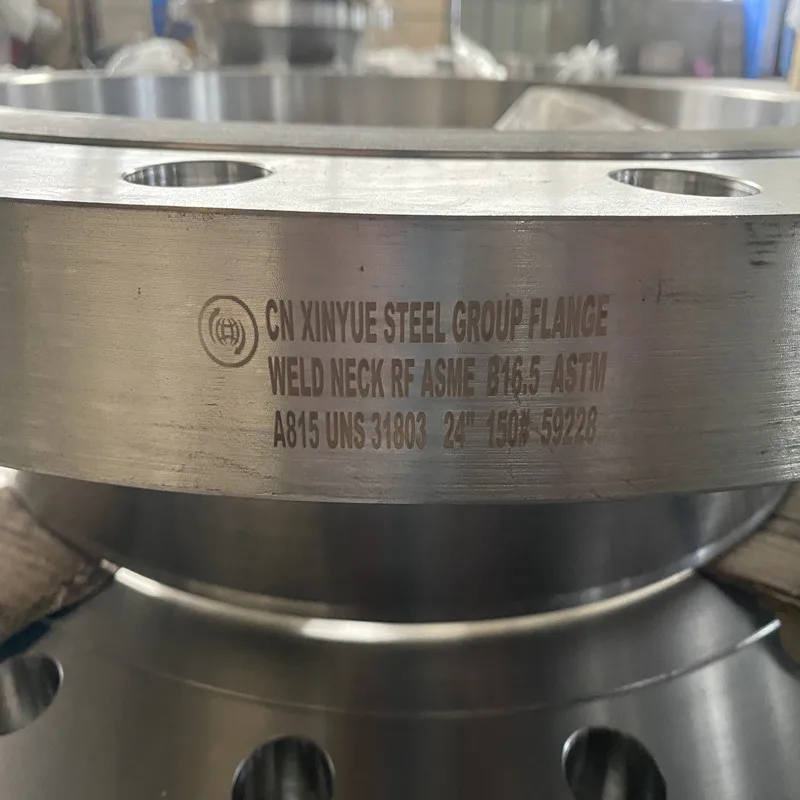 CN XINYUE STEEL GROUP FLANGE
WELD NECK RF ASME B16.5 ASTM
A815 UNS 31803 24" 150# 59228